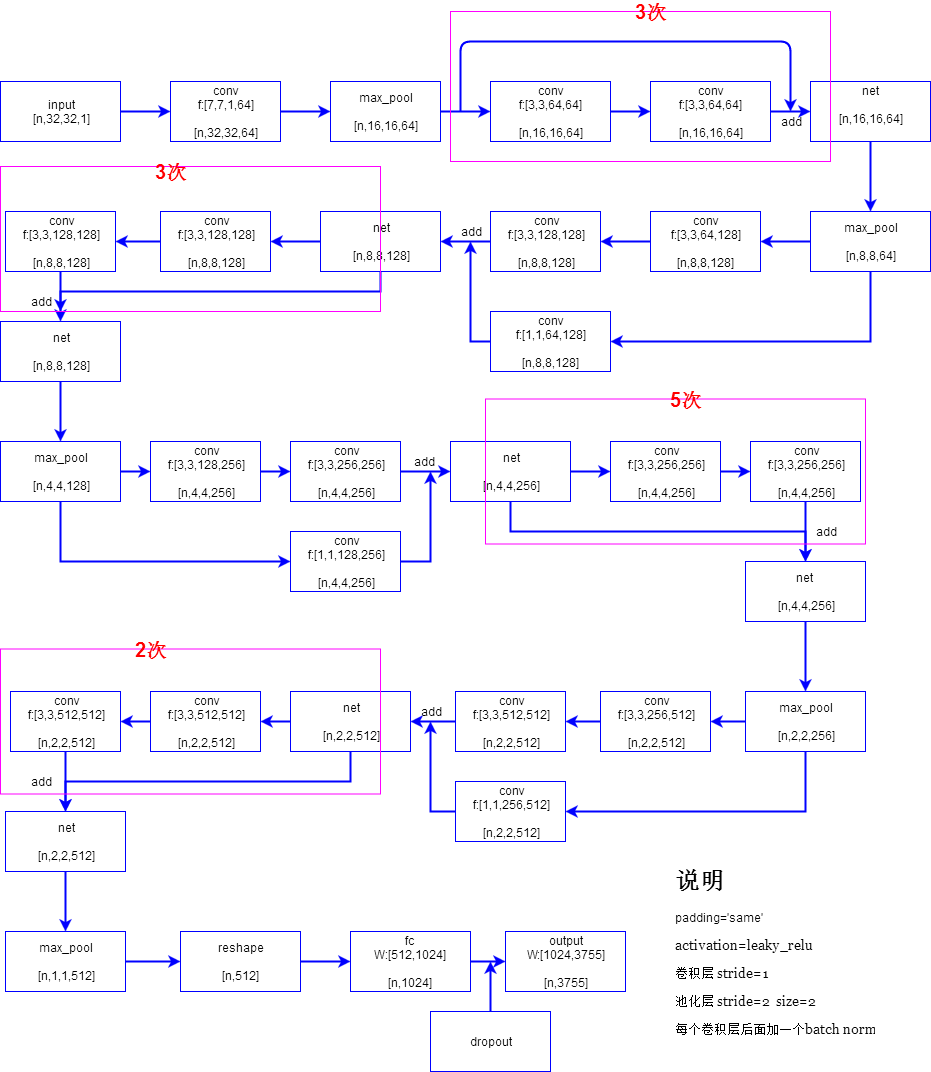 3次
input
[n,32,32,1]
conv
f:[7,7,1,64]
[n,32,32,64]
max_pool
[n,16,16,64]
conv
f:[3,3,64,64]
[n,16,16,64]
conv
f:[3,3,64,64]
[n,16,16,64]
add
net
[n,16,16,64]
3次
conv
f:[3,3,128,128]
[n,8,8,128]
conv
f:[3,3,128,128]
[n,8,8,128]
net
[n,8,8,128]
add
conv
f:[3,3,128,128]
[n,8,8,128]
conv
f:[3,3,64,128]
[n,8,8,128]
max_pool
[n,8,8,64]
add
conv
f:[1,1,64,128]
[n,8,8,128]
net
[n,8,8,128]
5次
max_pool
[n,4,4,128]
conv
f:[3,3,128,256]
[n,4,4,256]
conv
f:[3,3,256,256]
[n,4,4,256]
add
net
[n,4,4,256]
conv
f:[3,3,256,256]
[n,4,4,256]
conv
f:[3,3,256,256]
[n,4,4,256]
add
conv
f:[1,1,128,256]
[n,4,4,256]
net
[n,4,4,256]
2次
conv
f:[3,3,512,512]
[n,2,2,512]
conv
f:[3,3,512,512]
[n,2,2,512]
net
[n,2,2,512]
add
conv
f:[3,3,512,512]
[n,2,2,512]
conv
f:[3,3,256,512]
[n,2,2,512]
max_pool
[n,2,2,256]
add
conv
f:[1,1,256,512]
[n,2,2,512]
net
[n,2,2,512]
max_pool
[n,1,1,512]
reshape
[n,512]
fc
W:[512,1024]
[n,1024]
output
W:[1024,3755]
[n,3755]
dropout
说明
padding='same'
activation=leaky_relu
卷积层 stride=1
池化层 stride=2 size=2
每个卷积层后面加一个batch norm